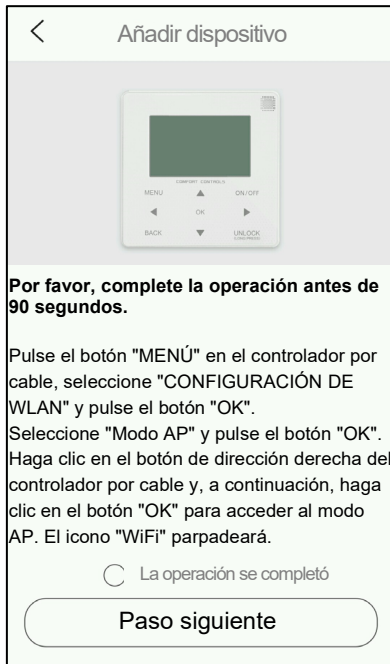 Añadir dispositivo
COMFORT CONTROLS
MENU
ON/OFF
OK
BACK
UNLOCK
(LONG PRESS)
Por favor, complete la operación antes de
90 segundos.
Pulse el botón "MENÚ" en el controlador por
cable, seleccione "CONFIGURACIÓN DE
WLAN" y pulse el botón "OK".
Seleccione "Modo AP" y pulse el botón "OK".
Haga clic en el botón de dirección derecha del
controlador por cable y, a continuación, haga
clic en el botón "OK" para acceder al modo
AP. El icono "WiFi" parpadeará.
La operación se completó
Paso siguiente